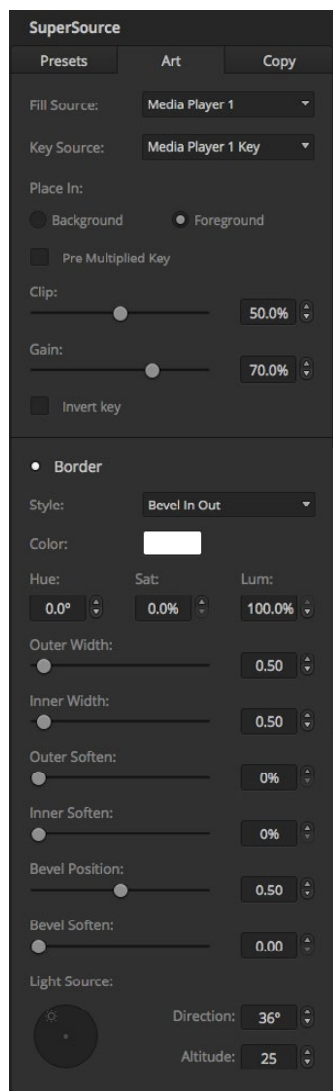 SuperSource
Presets Art Copy
Fill Source: Media Player 1
Key Source: Media Player 1 Key
Place In:
Background Foreground
Pre Multiplied Key
Clip:
50.0%
Gain:
70.0%
Invert key
Border
Style: Bevel In Out
Color:
Hue: Sat: Lum:
0.0° 0.0% 100.0%
Outer Width:
0.50
Inner Width:
0.50
Outer Soften:
0%
Inner Soften:
0%
Bevel Position:
0.50
Bevel Soften:
0.00
Light Source:
Direction: 36°
Altitude: 25